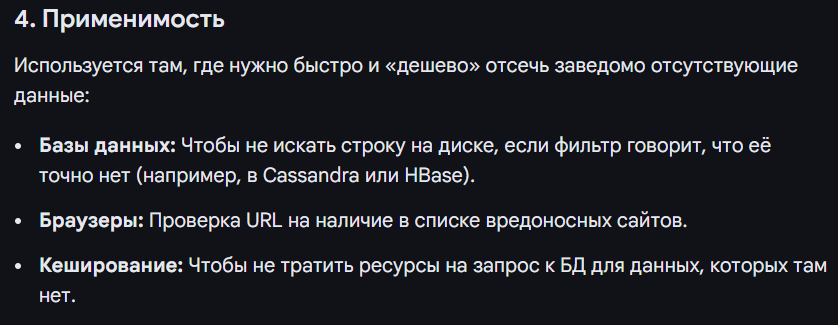 4. Применимость
Используется там, где нужно быстро и «дешево» отсечь заведомо отсутствующие
данные:
• Базы данных: Чтобы не искать строку на диске, если фильтр говорит, что её
точно нет (например, в Cassandra или HBase).
• Браузеры: Проверка URL на наличие в списке вредоносных сайтов.
• Кеширование: Чтобы не тратить ресурсы на запрос к БД для данных, которых там
нет.